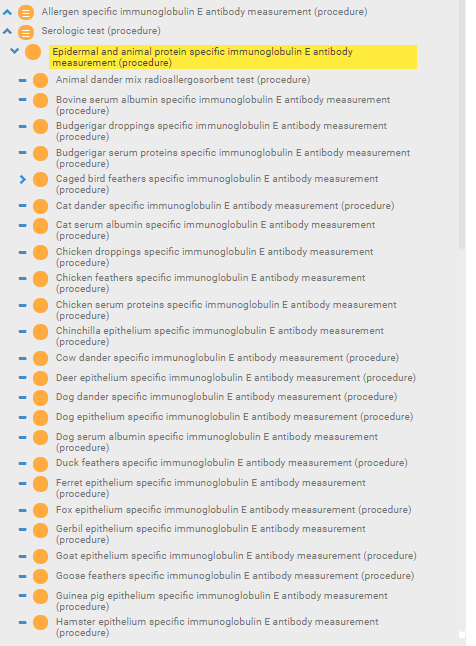 Allergen specific immunoglobulin E antibody measurement (procedure)
Serologic test (procedure)
Epidermal and animal protein specific immunoglobulin E antibody
measurement (procedure)
Animal dander mix radioallergosorbent test (procedure)
Bovine serum albumin specific immunoglobulin E antibody measurement
(procedure)
Budgerigar droppings specific immunoglobulin E antibody measurement
(procedure)
Budgerigar serum proteins specific immunoglobulin E antibody measurement
(procedure)
Caged bird feathers specific immunoglobulin E antibody measurement
(procedure)
Cat dander specific immunoglobulin E antibody measurement (procedure)
Cat serum albumin specific immunoglobulin E antibody measurement
(procedure)
Chicken droppings specific immunoglobulin E antibody measurement
(procedure)
Chicken feathers specific immunoglobulin E antibody measurement
(procedure)
Chicken serum proteins specific immunoglobulin E antibody measurement
(procedure)
Chinchilla epithelium specific immunoglobulin E antibody measurement
(procedure)
Cow dander specific immunoglobulin E antibody measurement (procedure)
Deer epithelium specific immunoglobulin E antibody measurement (procedure)
Dog dander specific immunoglobulin E antibody measurement (procedure)
Dog epithelium specific immunoglobulin E antibody measurement (procedure)
Dog serum albumin specific immunoglobulin E antibody measurement
(procedure)
Duck feathers specific immunoglobulin E antibody measurement (procedure)
Ferret epithelium specific immunoglobulin E antibody measurement
(procedure)
Fox epithelium specific immunoglobulin E antibody measurement (procedure)
Gerbil epithelium specific immunoglobulin E antibody measurement
(procedure)
Goat epithelium specific immunoglobulin E antibody measurement (procedure)
Goose feathers specific immunoglobulin E antibody measurement (procedure)
Guinea pig epithelium specific immunoglobulin E antibody measurement
(procedure)
Hamster epithelium specific immunoglobulin E antibody measurement
(procedure)